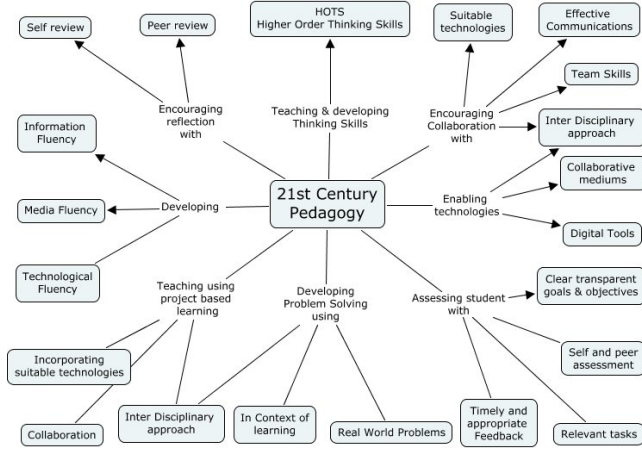 Self review
Peer review
HOTS
Higher Order Thinking Skills
Suitable
technologies
Effective
Communications
Team Skills
Encouraging
reflection
with
Teaching & developing
Thinking Skills
Encouraging
Collaboration
with
Inter Disciplinary
approach
Information
Fluency
Collaborative
mediums
Media Fluency
Developing
21st Century
Pedagogy
Enabling
technologies
Digital Tools
Technological
Fluency
Teaching using
project based
learning
Developing
Problem Solving
using
Assessing student
with
Clear transparent
goals & objectives
Incorporating
suitable technologies
Self and peer
assessment
Collaboration
Inter Disciplinary
approach
In Context of
learning
Real World Problems
Timely and
appropriate
Feedback
Relevant tasks